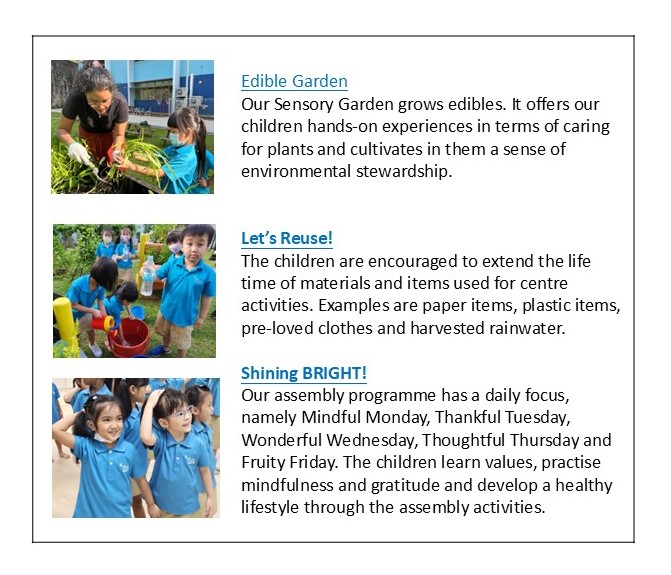 Edible Garden
Our Sensory Garden grows edibles. It offers our
children hands-on experiences in terms of caring
for plants and cultivates in them a sense of
environmental stewardship.
Let’s Reuse!
The children are encouraged to extend the life
time of materials and items used for centre
activities. Examples are paper items, plastic items,
pre-loved clothes and harvested rainwater.
Shining BRIGHT!
Our assembly programme has a daily focus,
namely Mindful Monday, Thankful Tuesday,
Wonderful Wednesday, Thoughtful Thursday and
Fruity Friday. The children learn values, practise
mindfulness and gratitude and develop a healthy
lifestyle through the assembly activities.